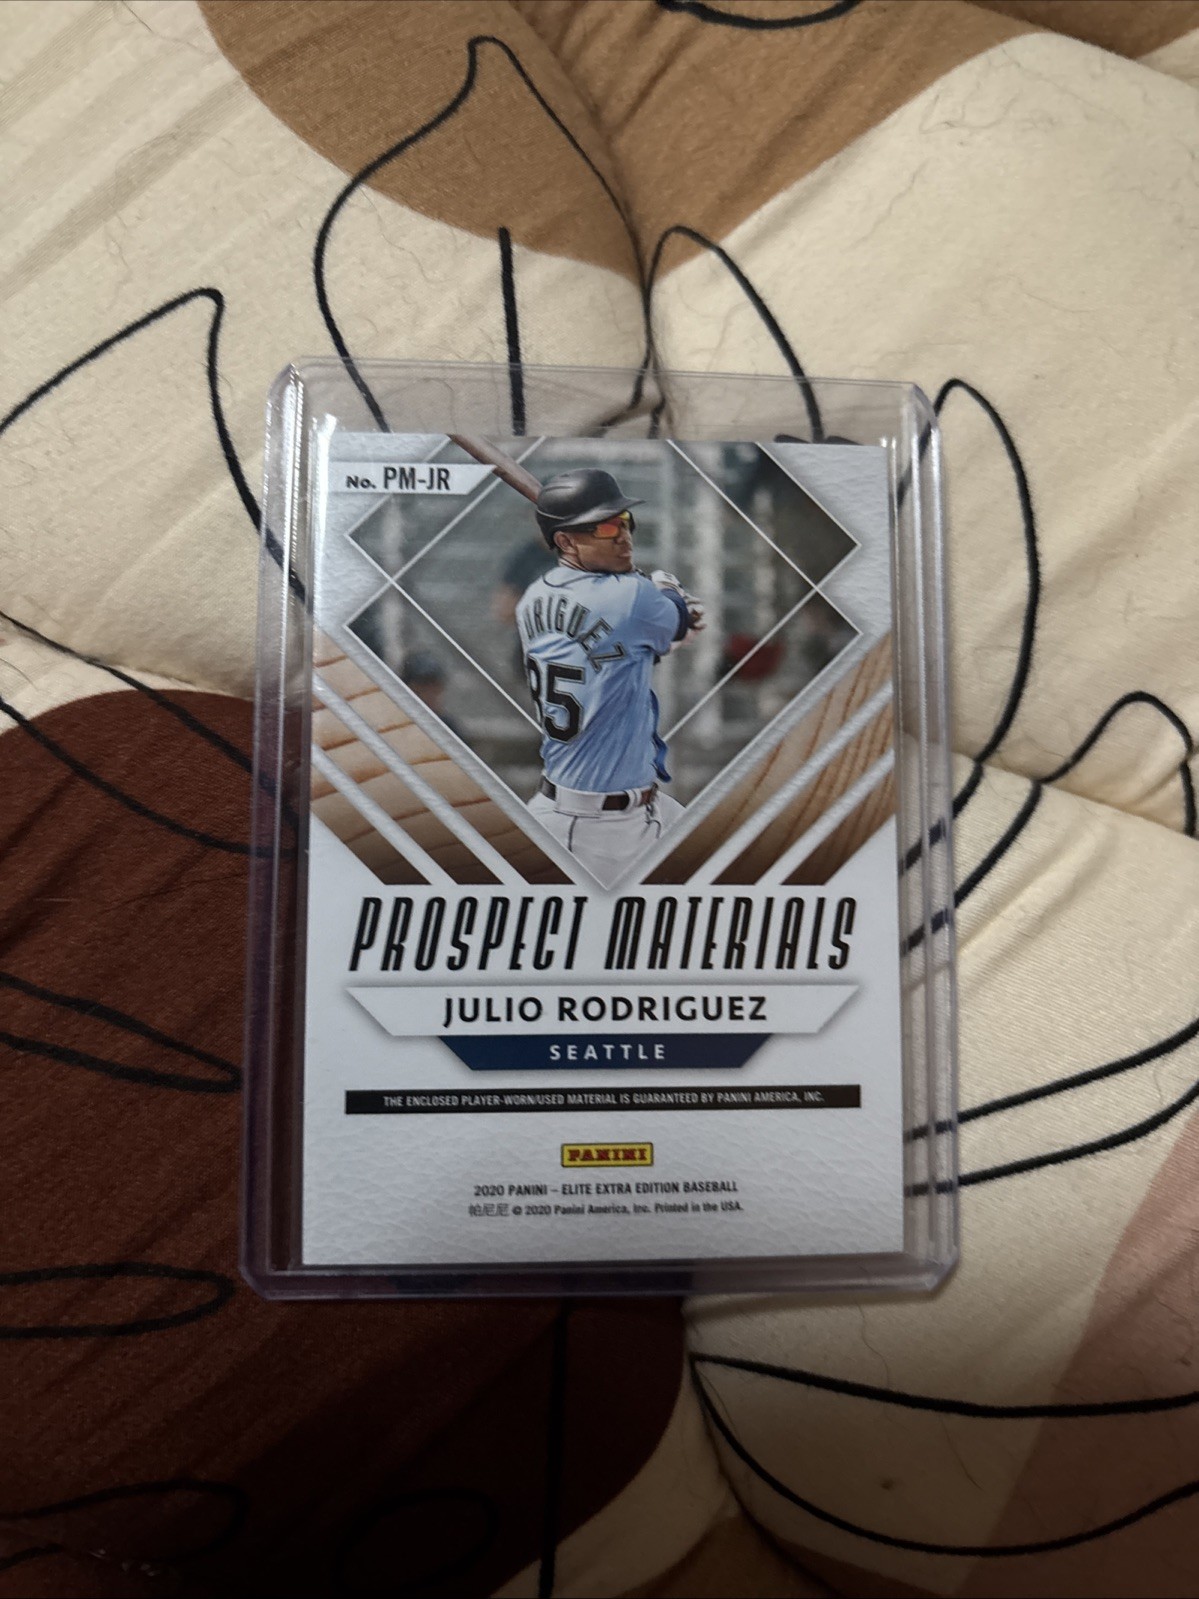 No. PM-JR
RIGUEZ
85
PROSPECT MATERIALS
JULIO RODRIGUEZ
SEATTLE
THE ENCLOSED PLAYER-WORN/USED MATERIAL IS GUARANTEED BY PANINI AMERICA, INC.
PANINI
2020 PANINI – ELITE EXTRA EDITION BASEBALL
帕尼尼 © 2020 Panini America, Inc. Printed in the USA.